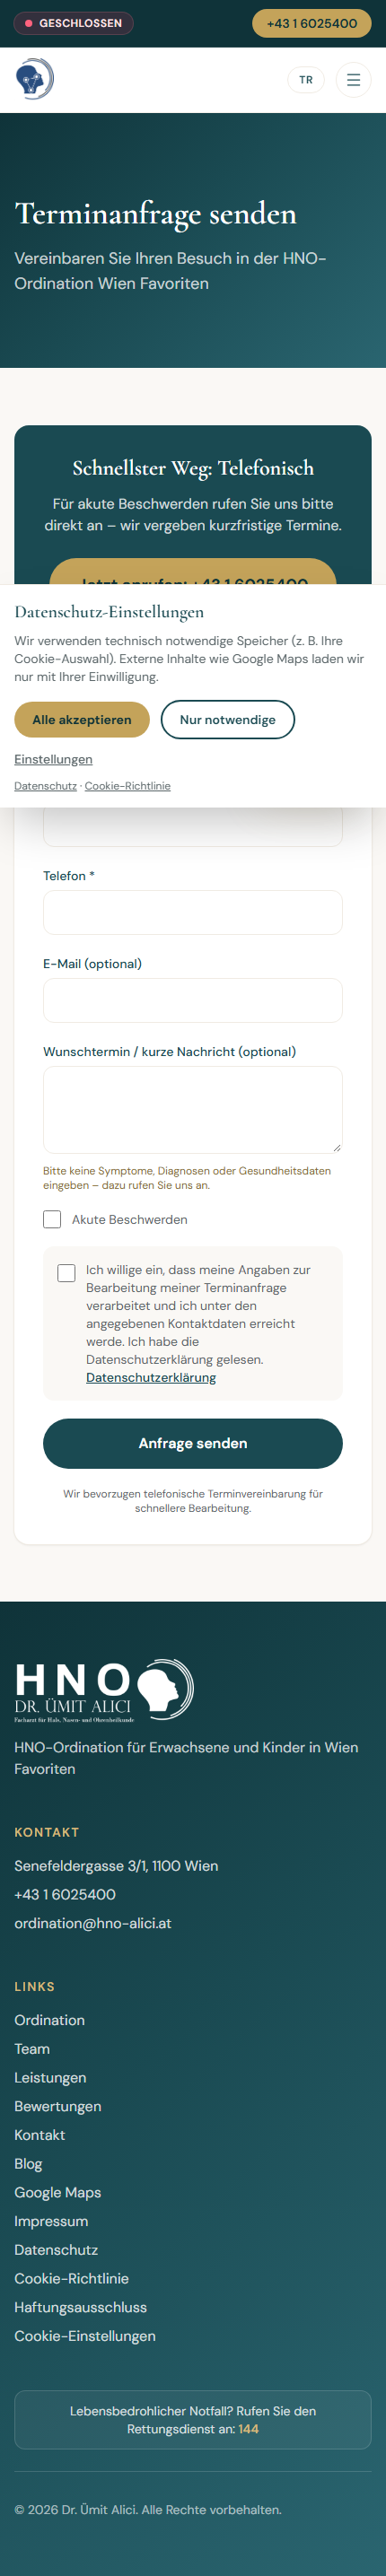 GESCHLOSSEN
+43 1 6025400
TR
Terminanfrage senden
Vereinbaren Sie Ihren Besuch in der HNO-
Ordination Wien Favoriten
Schnellster Weg: Telefonisch
Für akute Beschwerden rufen Sie uns bitte
direkt an – wir vergeben kurzfristige Termine.
Jetzt anrufen: +43 1 6025400
Datenschutz-Einstellungen
Wir verwenden technisch notwendige Speicher (z. B. Ihre
Cookie-Auswahl). Externe Inhalte wie Google Maps laden wir
nur mit Ihrer Einwilligung.
Alle akzeptieren
Nur notwendige
Einstellungen
Datenschutz · Cookie-Richtlinie
Telefon *
E-Mail (optional)
Wunschtermin / kurze Nachricht (optional)
Bitte keine Symptome, Diagnosen oder Gesundheitsdaten
eingeben – dazu rufen Sie uns an.
Akute Beschwerden
Ich willige ein, dass meine Angaben zur
Bearbeitung meiner Terminanfrage
verarbeitet und ich unter den
angegebenen Kontaktdaten erreicht
werde. Ich habe die
Datenschutzerklärung gelesen.
Datenschutzerklärung
Anfrage senden
Wir bevorzugen telefonische Terminvereinbarung für
schnellere Bearbeitung.
HNO
DR. ÜMIT ALICI
Facharzt für Hals, Nasen- und Ohrenheilkunde
HNO-Ordination für Erwachsene und Kinder in Wien
Favoriten
KONTAKT
Senefeldergasse 3/1, 1100 Wien
+43 1 6025400
ordination@hno-alici.at
LINKS
Ordination
Team
Leistungen
Bewertungen
Kontakt
Blog
Google Maps
Impressum
Datenschutz
Cookie-Richtlinie
Haftungsausschluss
Cookie-Einstellungen
Lebensbedrohlicher Notfall? Rufen Sie den
Rettungsdienst an: 144
© 2026 Dr. Ümit Alici. Alle Rechte vorbehalten.